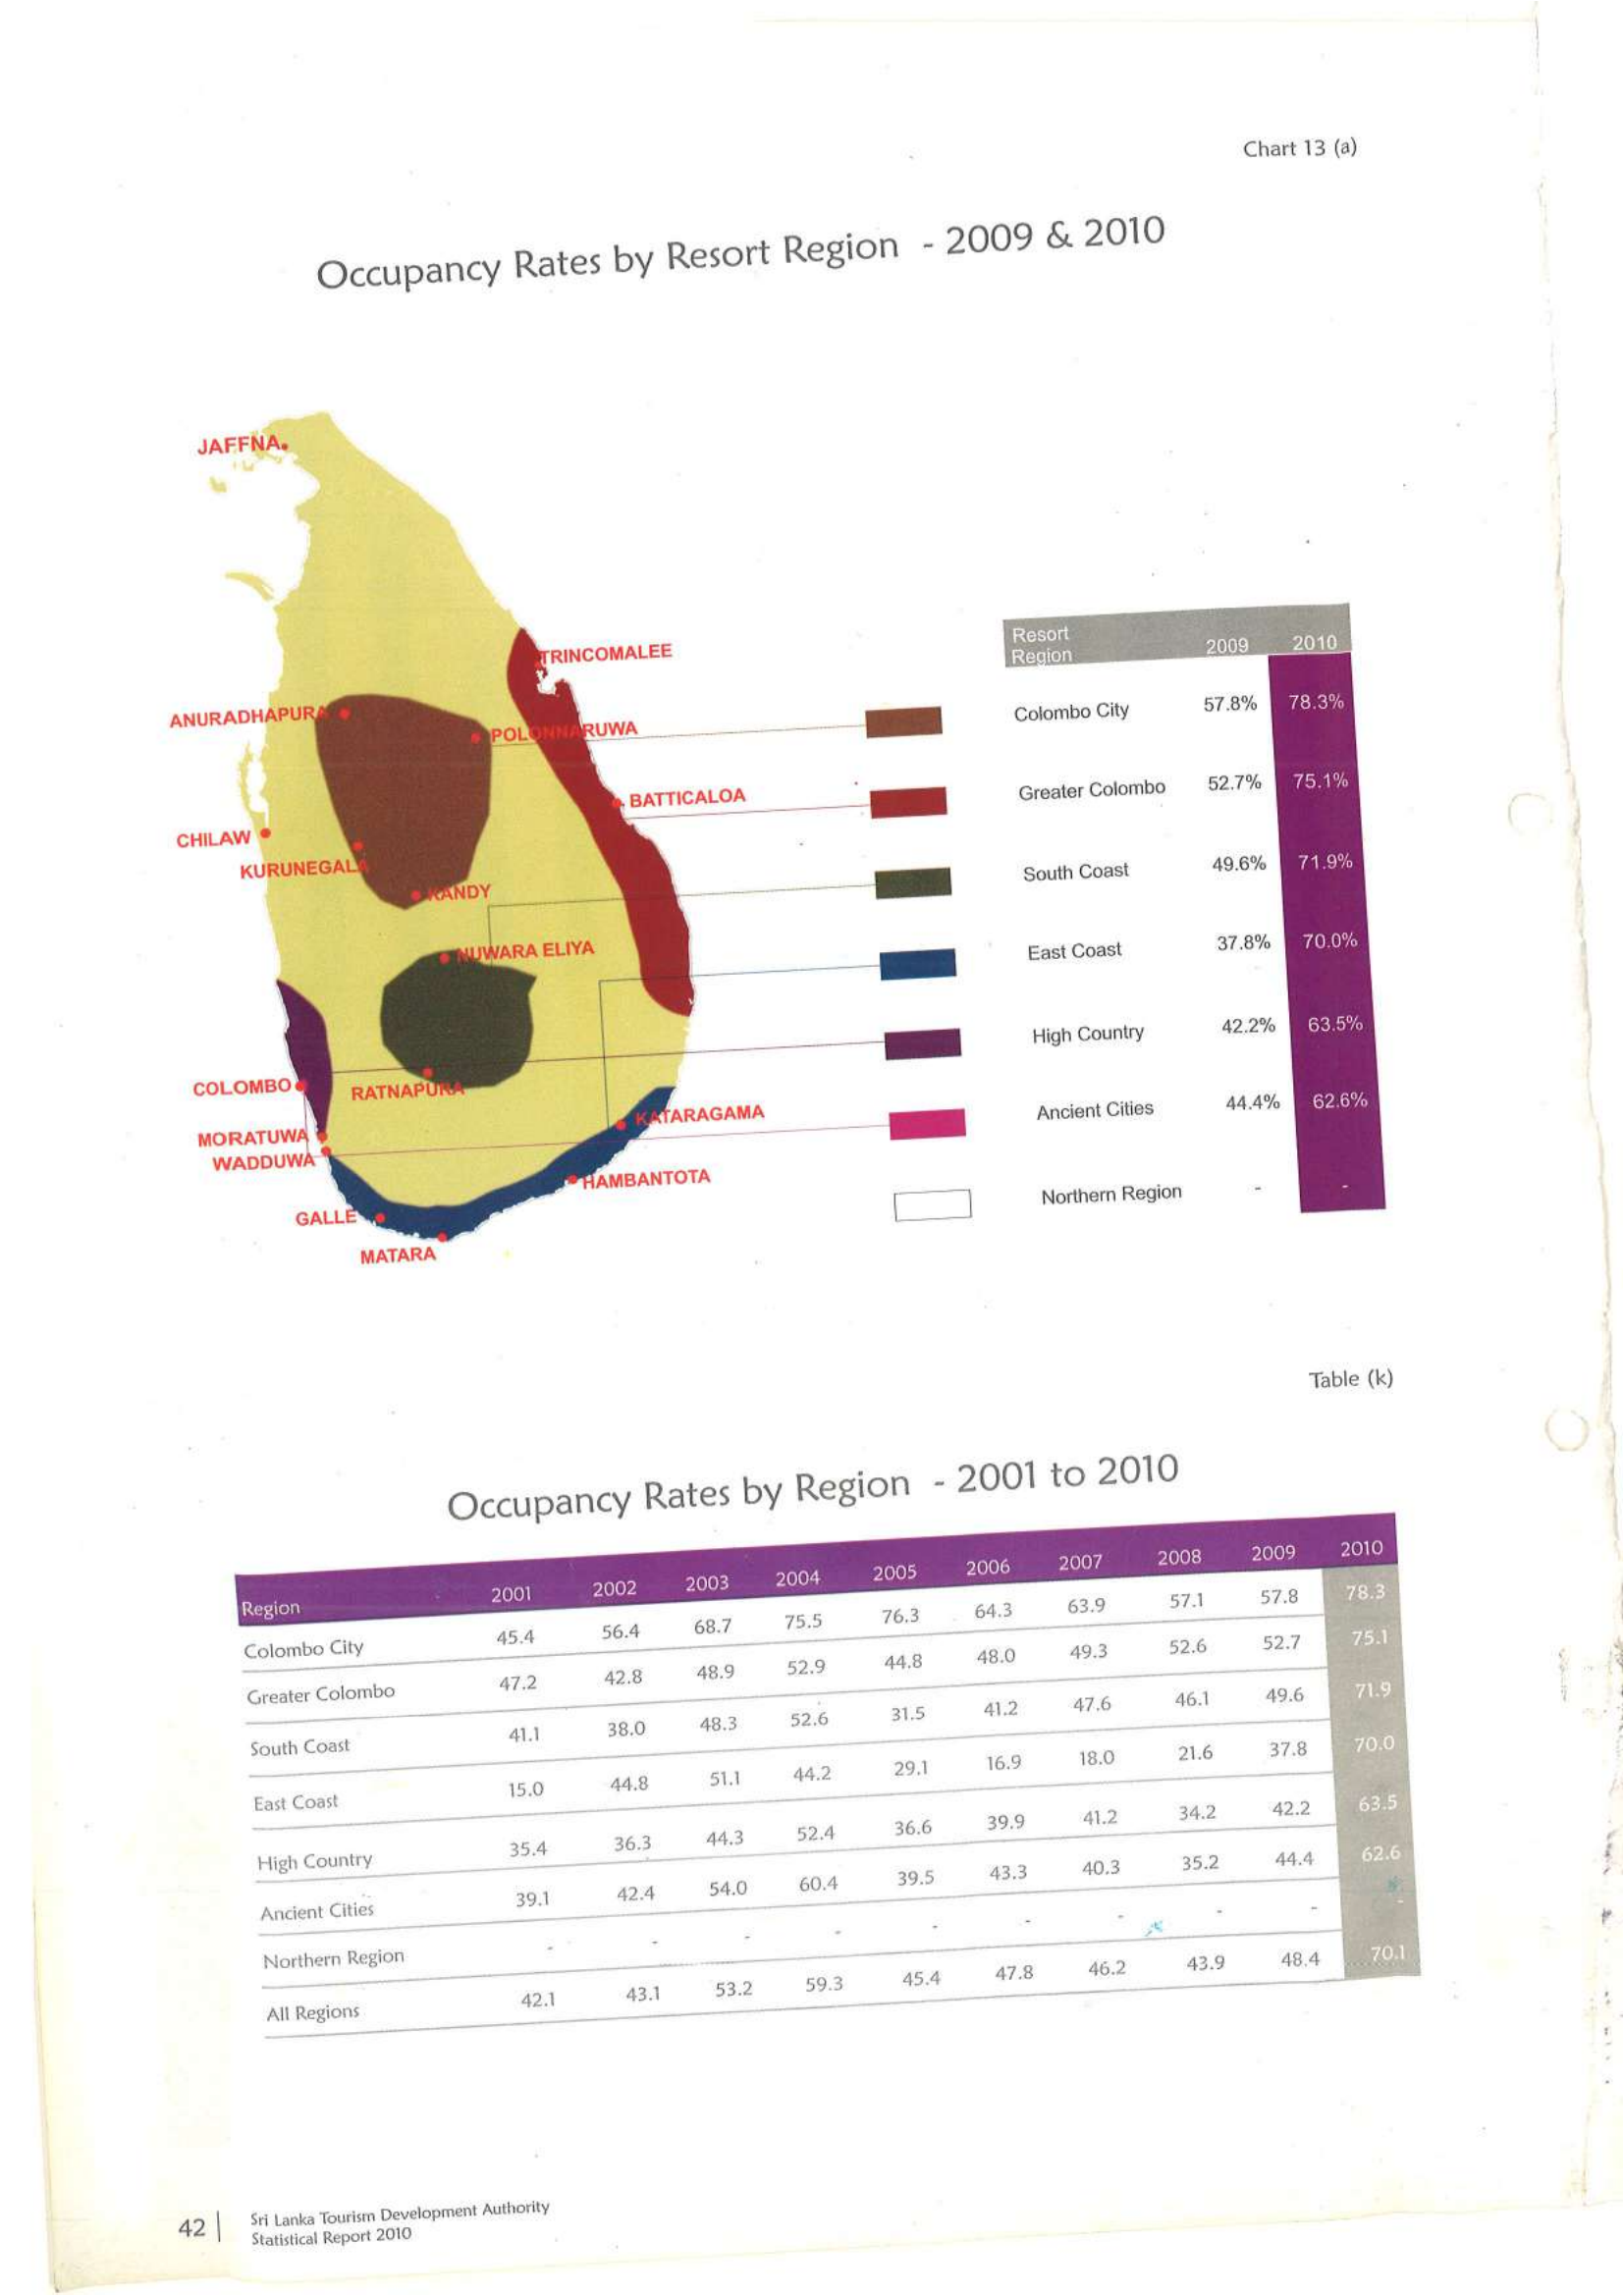 Chart 13 (a)
Occupancy Rates by Resort Region - 2009 & 2010
JAFFNA
TRINCOMALEE
ANURADHAPURA
POLONNARUWA
BATTICALOA
CHILAW
KURUNEGALA
KANDY
NUWARA ELIYA
COLOMBO
RATNAPURA
KATARAGAMA
MORATUWA
WADDUWA
HAMBANTOTA
GALLE
MATARA
Resort Region 2009 2010
Colombo City 57.8% 78.3%
Greater Colombo 52.7% 75.1%
South Coast 49.6% 71.9%
East Coast 37.8% 70.0%
High Country 42.2% 63.5%
Ancient Cities 44.4% 62.6%
Northern Region - -
Table (k)
Occupancy Rates by Region - 2001 to 2010
Region 2001 2002 2003 2004 2005 2006 2007 2008 2009 2010
Colombo City 45.4 56.4 68.7 75.5 76.3 64.3 63.9 57.1 57.8 78.3
Greater Colombo 47.2 42.8 48.9 52.9 44.8 48.0 49.3 52.6 52.7 75.1
South Coast 41.1 38.0 48.3 52.6 31.5 41.2 47.6 46.1 49.6 71.9
East Coast 15.0 44.8 51.1 44.2 29.1 16.9 18.0 21.6 37.8 70.0
High Country 35.4 36.3 44.3 52.4 36.6 39.9 41.2 34.2 42.2 63.5
Ancient Cities 39.1 42.4 54.0 60.4 39.5 43.3 40.3 35.2 44.4 62.6
Northern Region - - - - - - - - - -
All Regions 42.1 43.1 53.2 59.3 45.4 47.8 46.2 43.9 48.4 70.1
42 | Sri Lanka Tourism Development Authority
Statistical Report 2010